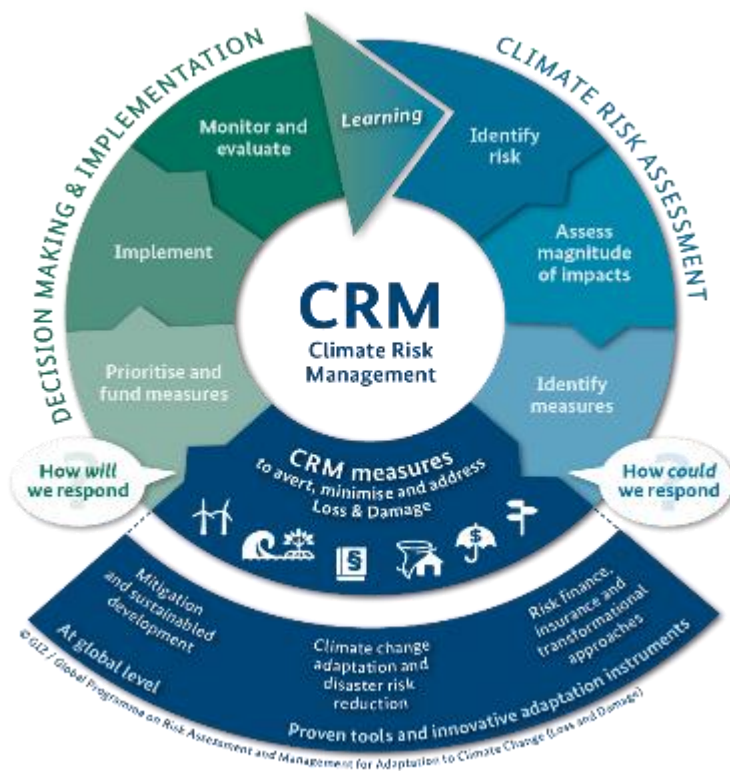 DECISION MAKING & IMPLEMENTATION
CLIMATE RISK ASSESSMENT
Learning
Identify
risk
Assess
magnitude
of impacts
Identify
measures
How could
we respond
CRM
Climate Risk
Management
Monitor and
evaluate
Implement
Prioritise and
fund measures
How will
we respond
CRM measures
to avert, minimise and address
Loss & Damage
§
$
Mitigation
and sustainabled
development
At global level
Climate change
adaptation and
disaster risk
reduction
Risk finance,
insurance and
transformational
approaches
Proven tools and innovative adaptation instruments
© GIZ / Global Programme on Risk Assessment and Management for Adaptation to Climate Change (Loss and Damage)